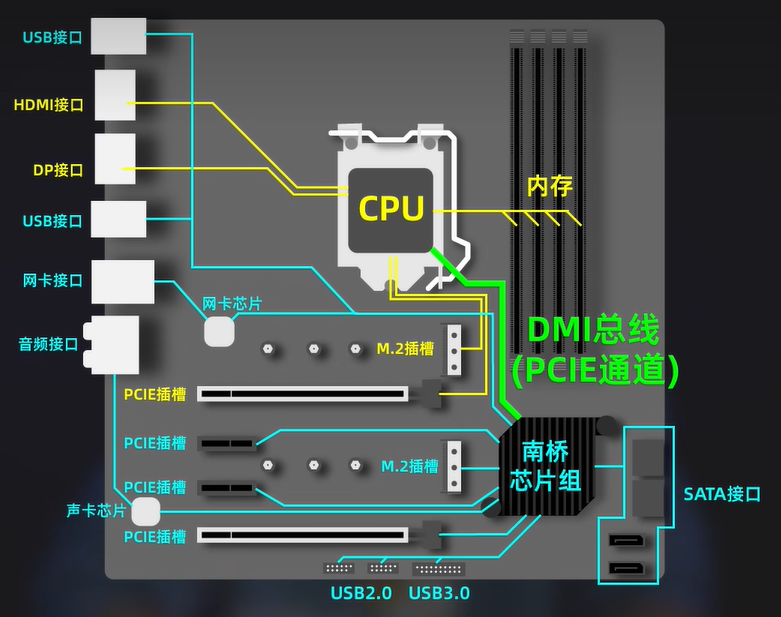 USB接口
HDMI接口
DP接口
CPU
内存
USB接口
网卡接口
网卡芯片
音频接口
M.2插槽
DMI总线
(PCIE通道)
PCIE插槽
PCIE插槽
M.2插槽
南桥
芯片组
PCIE插槽
SATA接口
声卡芯片
PCIE插槽
USB2.0
USB3.0